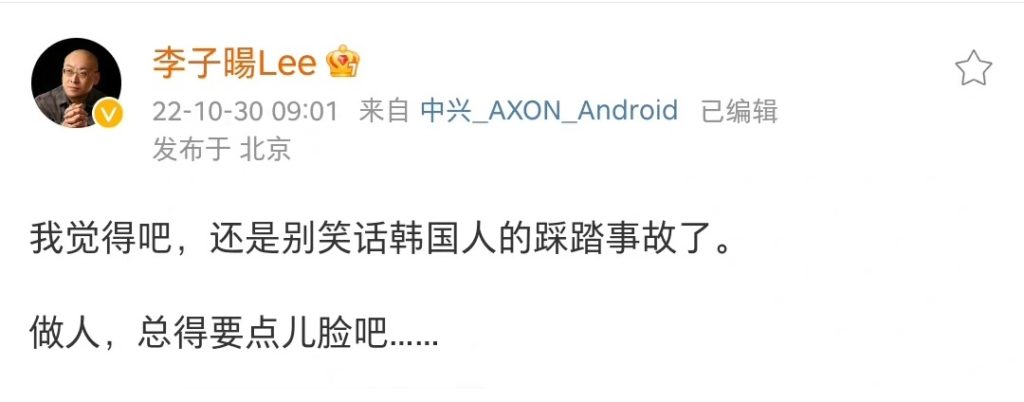 李子暘Lee
22-10-30 09:01 来自 中兴_AXON_Android 已编辑
发布于 北京
我觉得吧，还是别笑话韩国人的踩踏事故了。
做人，总得要点儿脸吧……